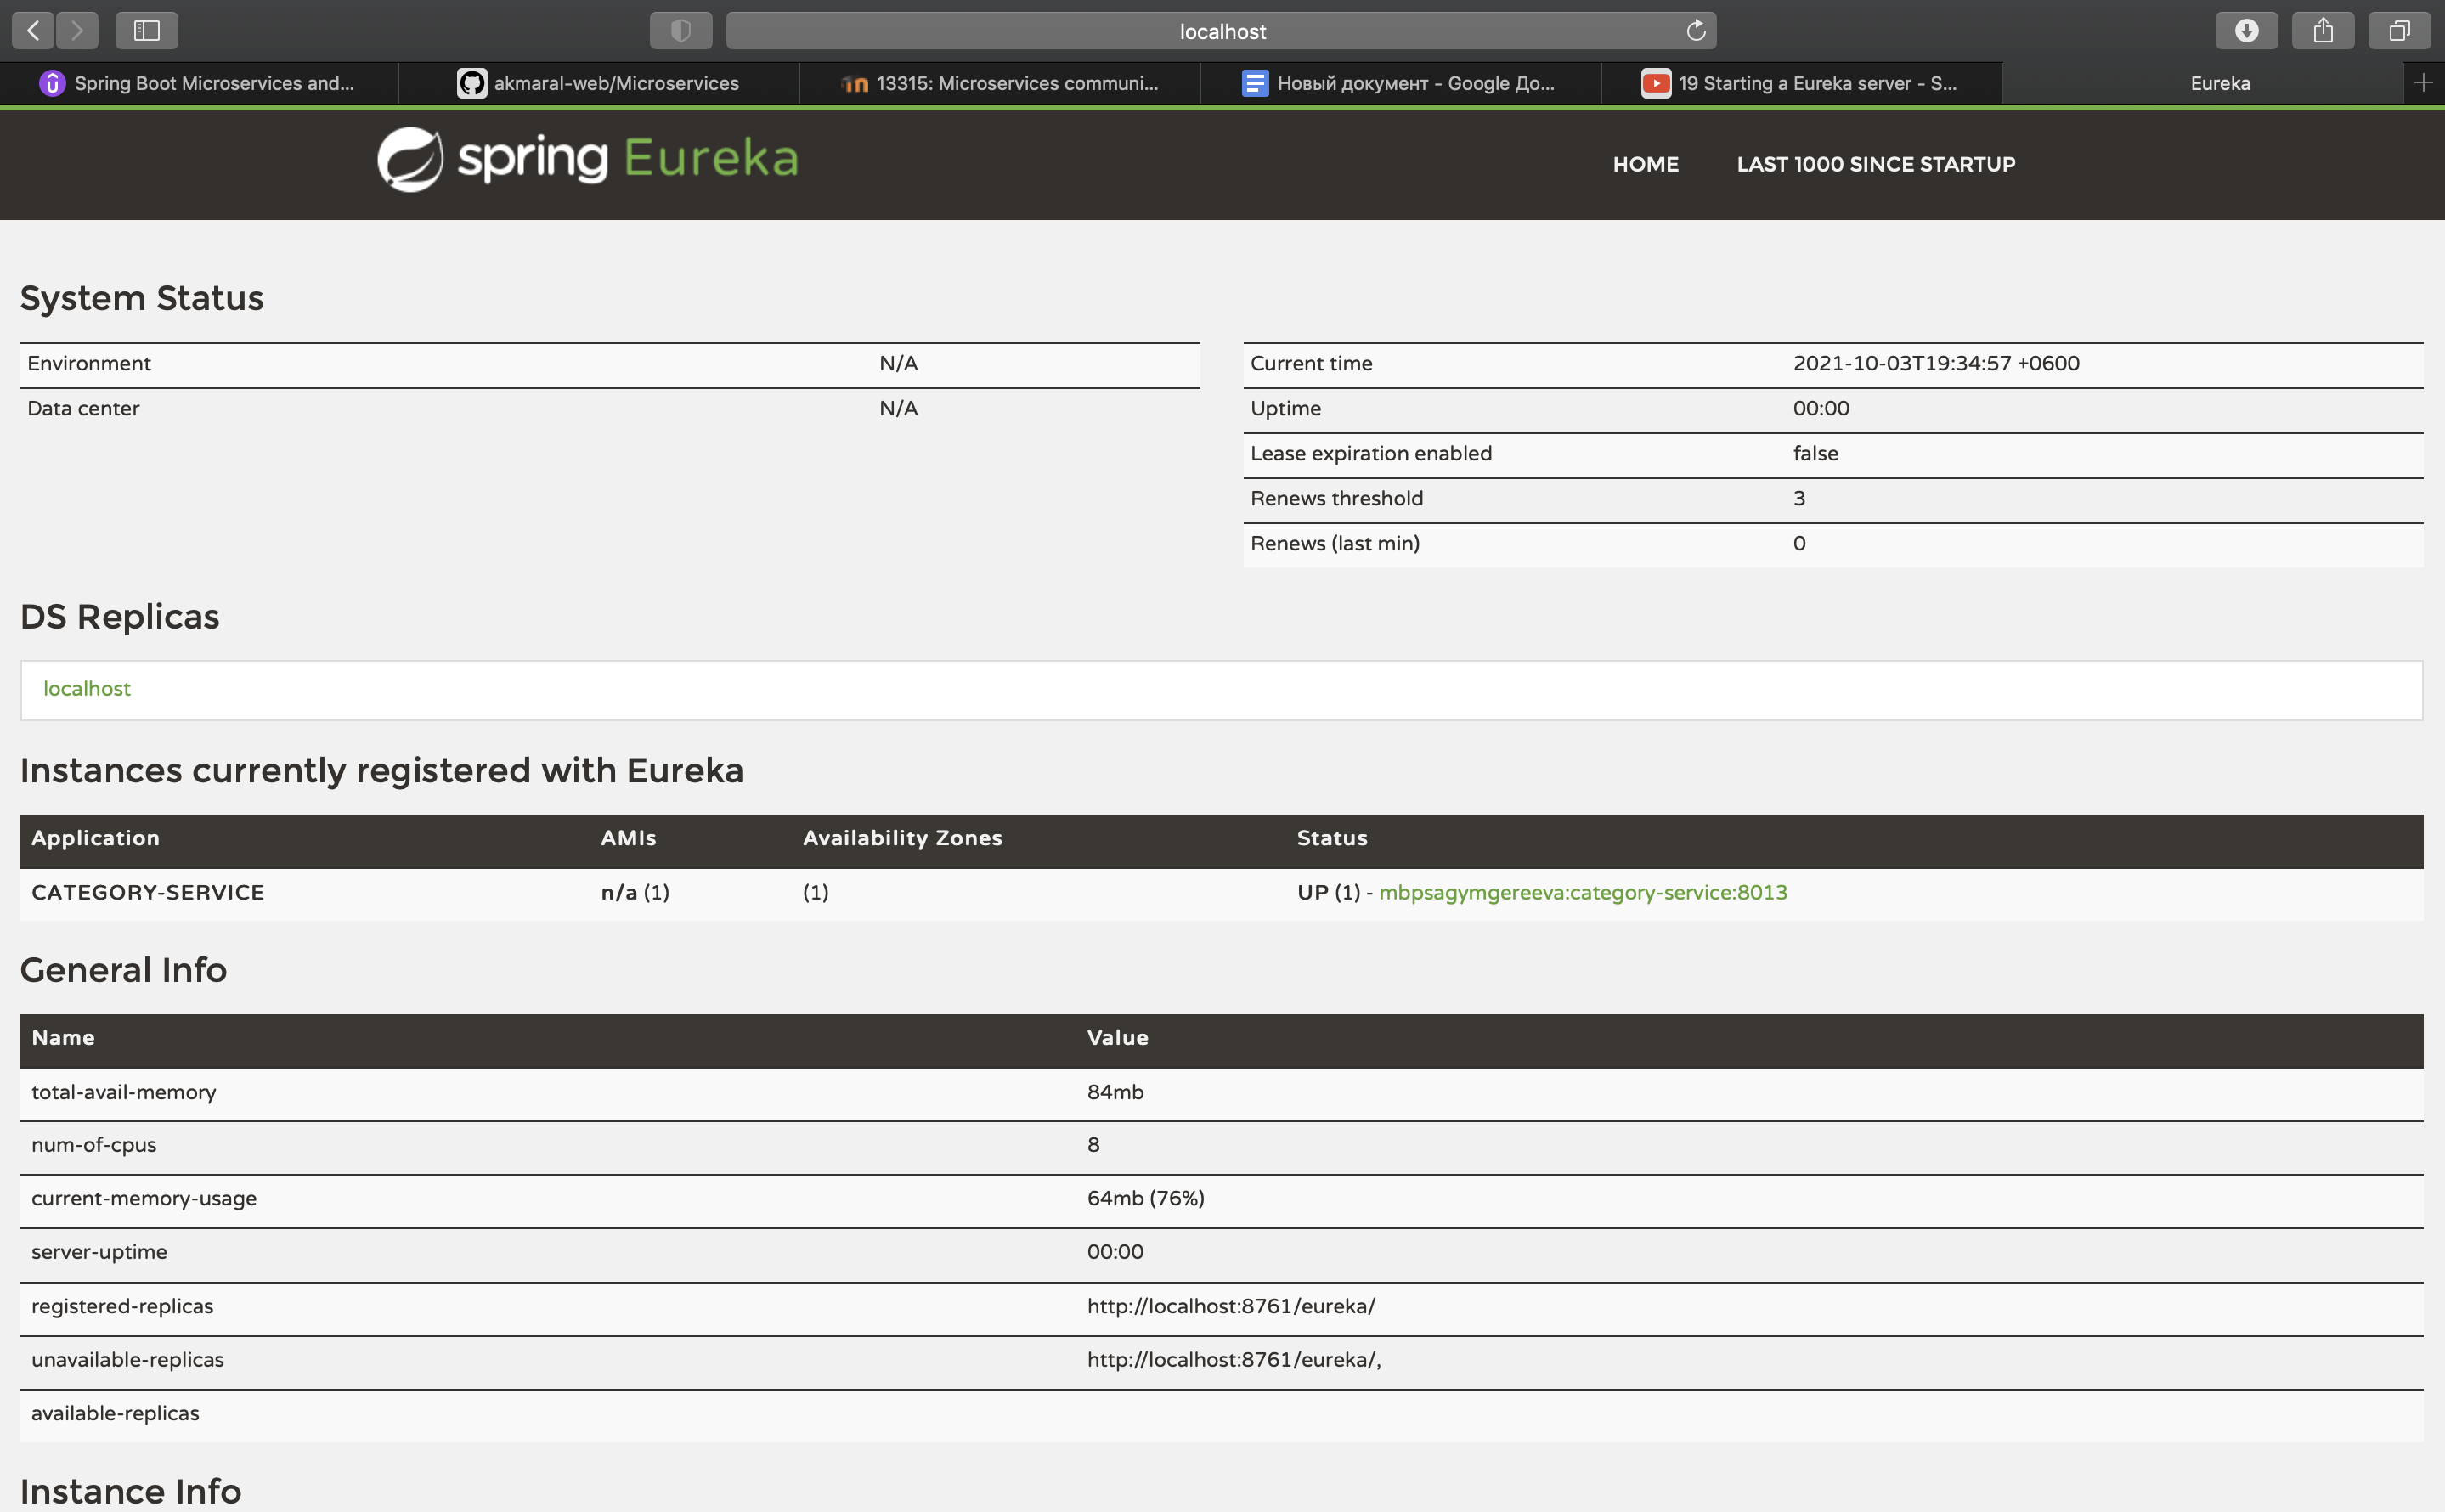 localhost
Spring Boot Microservices and...
akmaral-web/Microservices
13315: Microservices communi...
Новый документ - Google До...
19 Starting a Eureka server - S...
Eureka
spring Eureka
HOME
LAST 1000 SINCE STARTUP
System Status
Environment N/A
Data center N/A
Current time 2021-10-03T19:34:57 +0600
Uptime 00:00
Lease expiration enabled false
Renews threshold 3
Renews (last min) 0
DS Replicas
localhost
Instances currently registered with Eureka
Application AMIs Availability Zones Status
CATEGORY-SERVICE n/a (1) (1) UP (1) - mbpsagymgereeva:category-service:8013
General Info
Name Value
total-avail-memory 84mb
num-of-cpus 8
current-memory-usage 64mb (76%)
server-uptime 00:00
registered-replicas http://localhost:8761/eureka/
unavailable-replicas http://localhost:8761/eureka/,
available-replicas
Instance Info